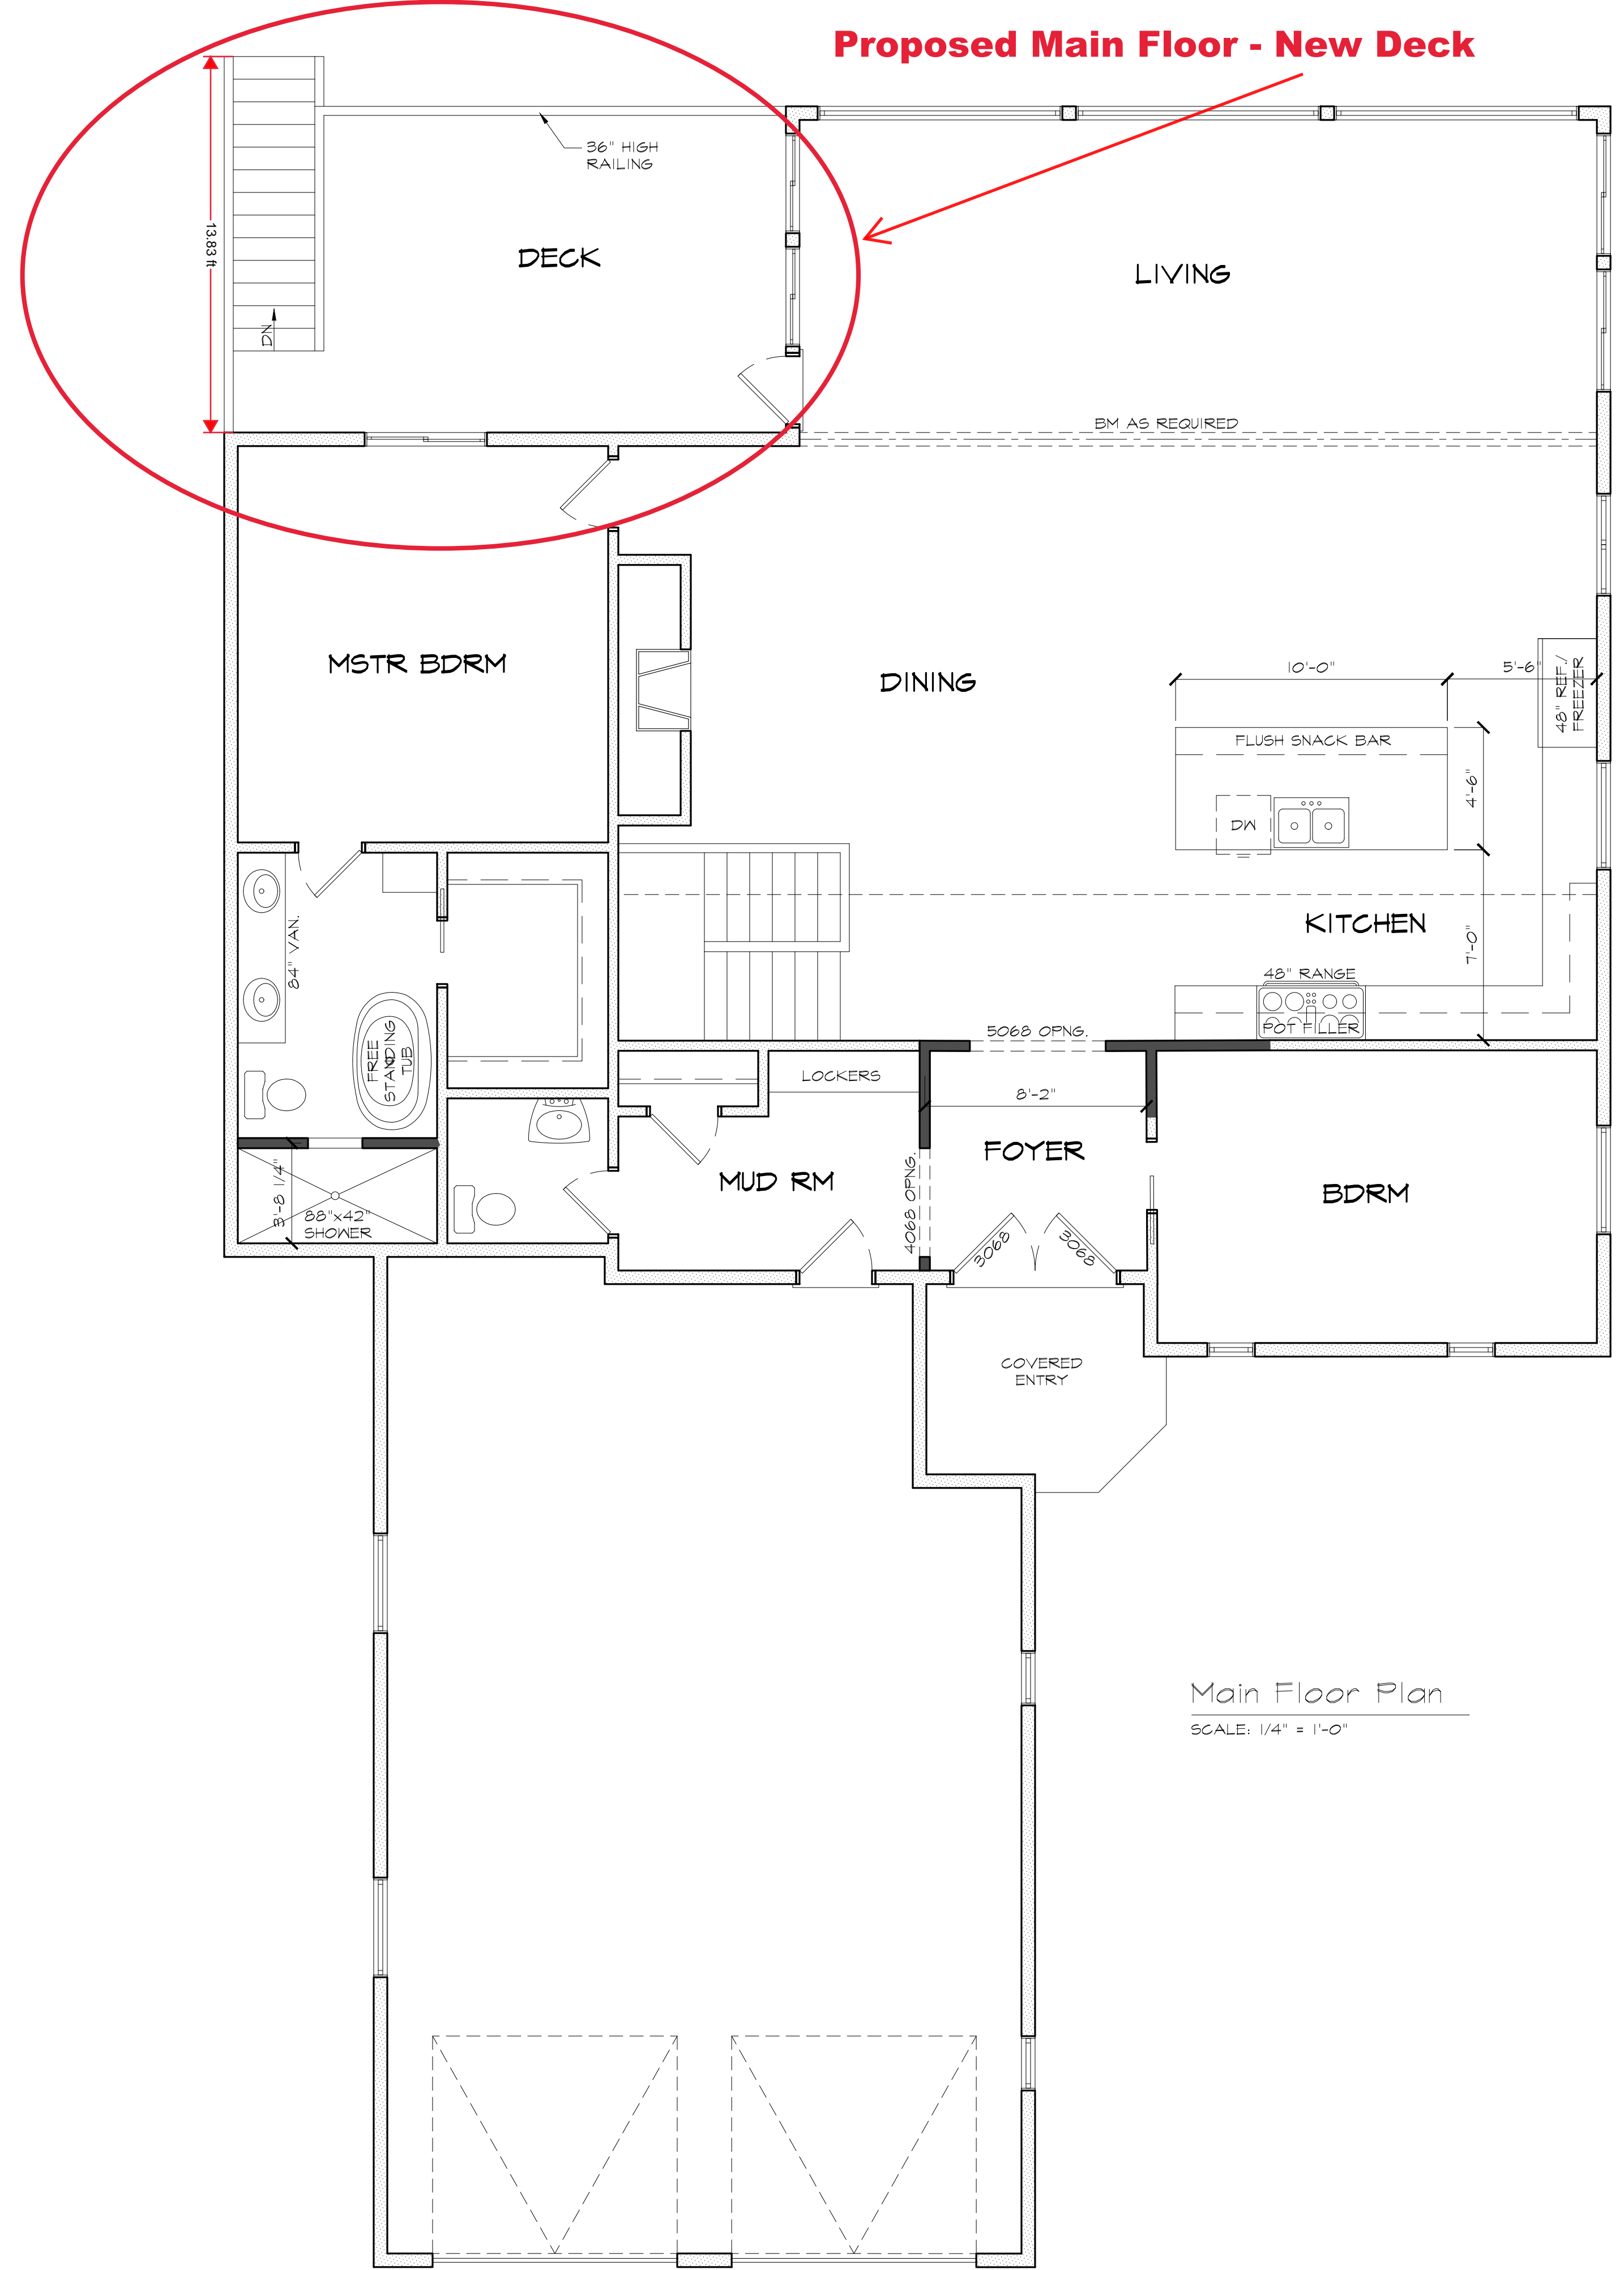 Proposed Main Floor - New Deck
36" HIGH
RAILING
13.83 ft
DECK
LIVING
DN
BM AS REQUIRED
MSTR BDRM
DINING
10'-0"
5'-6"
48" REF./
FREEZER
FLUSH SNACK BAR
4'-6"
DW
KITCHEN
84" VAN.
7'-0"
48" RANGE
POT FILLER
FREE
STANDING
TUB
5068 OPNG.
LOCKERS
8'-2"
FOYER
MUD RM
4068 OPNG.
BDRM
3'-8 1/4"
88"x42"
SHOWER
3068
3068
COVERED
ENTRY
Main Floor Plan
SCALE: 1/4" = 1'-0"